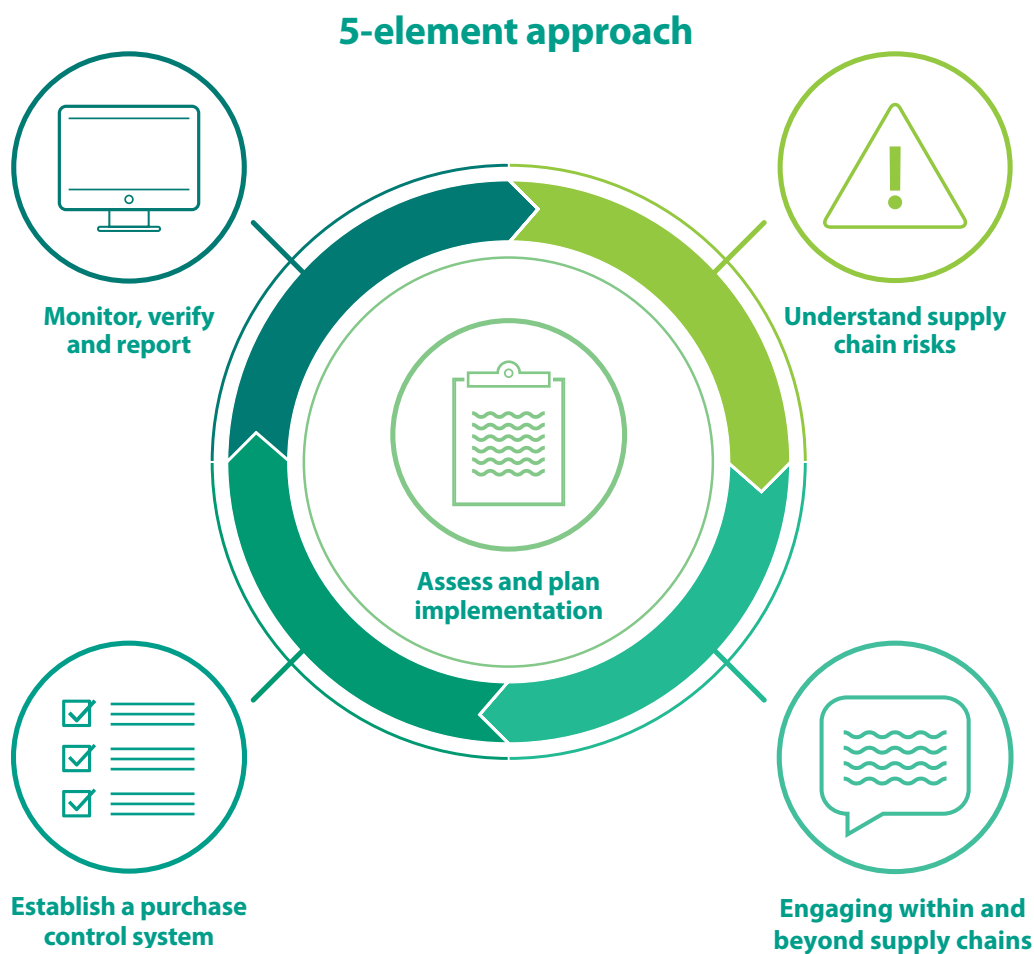 5-element approach
Monitor, verify
and report
Understand supply
chain risks
Assess and plan
implementation
Establish a purchase
control system
Engaging within and
beyond supply chains